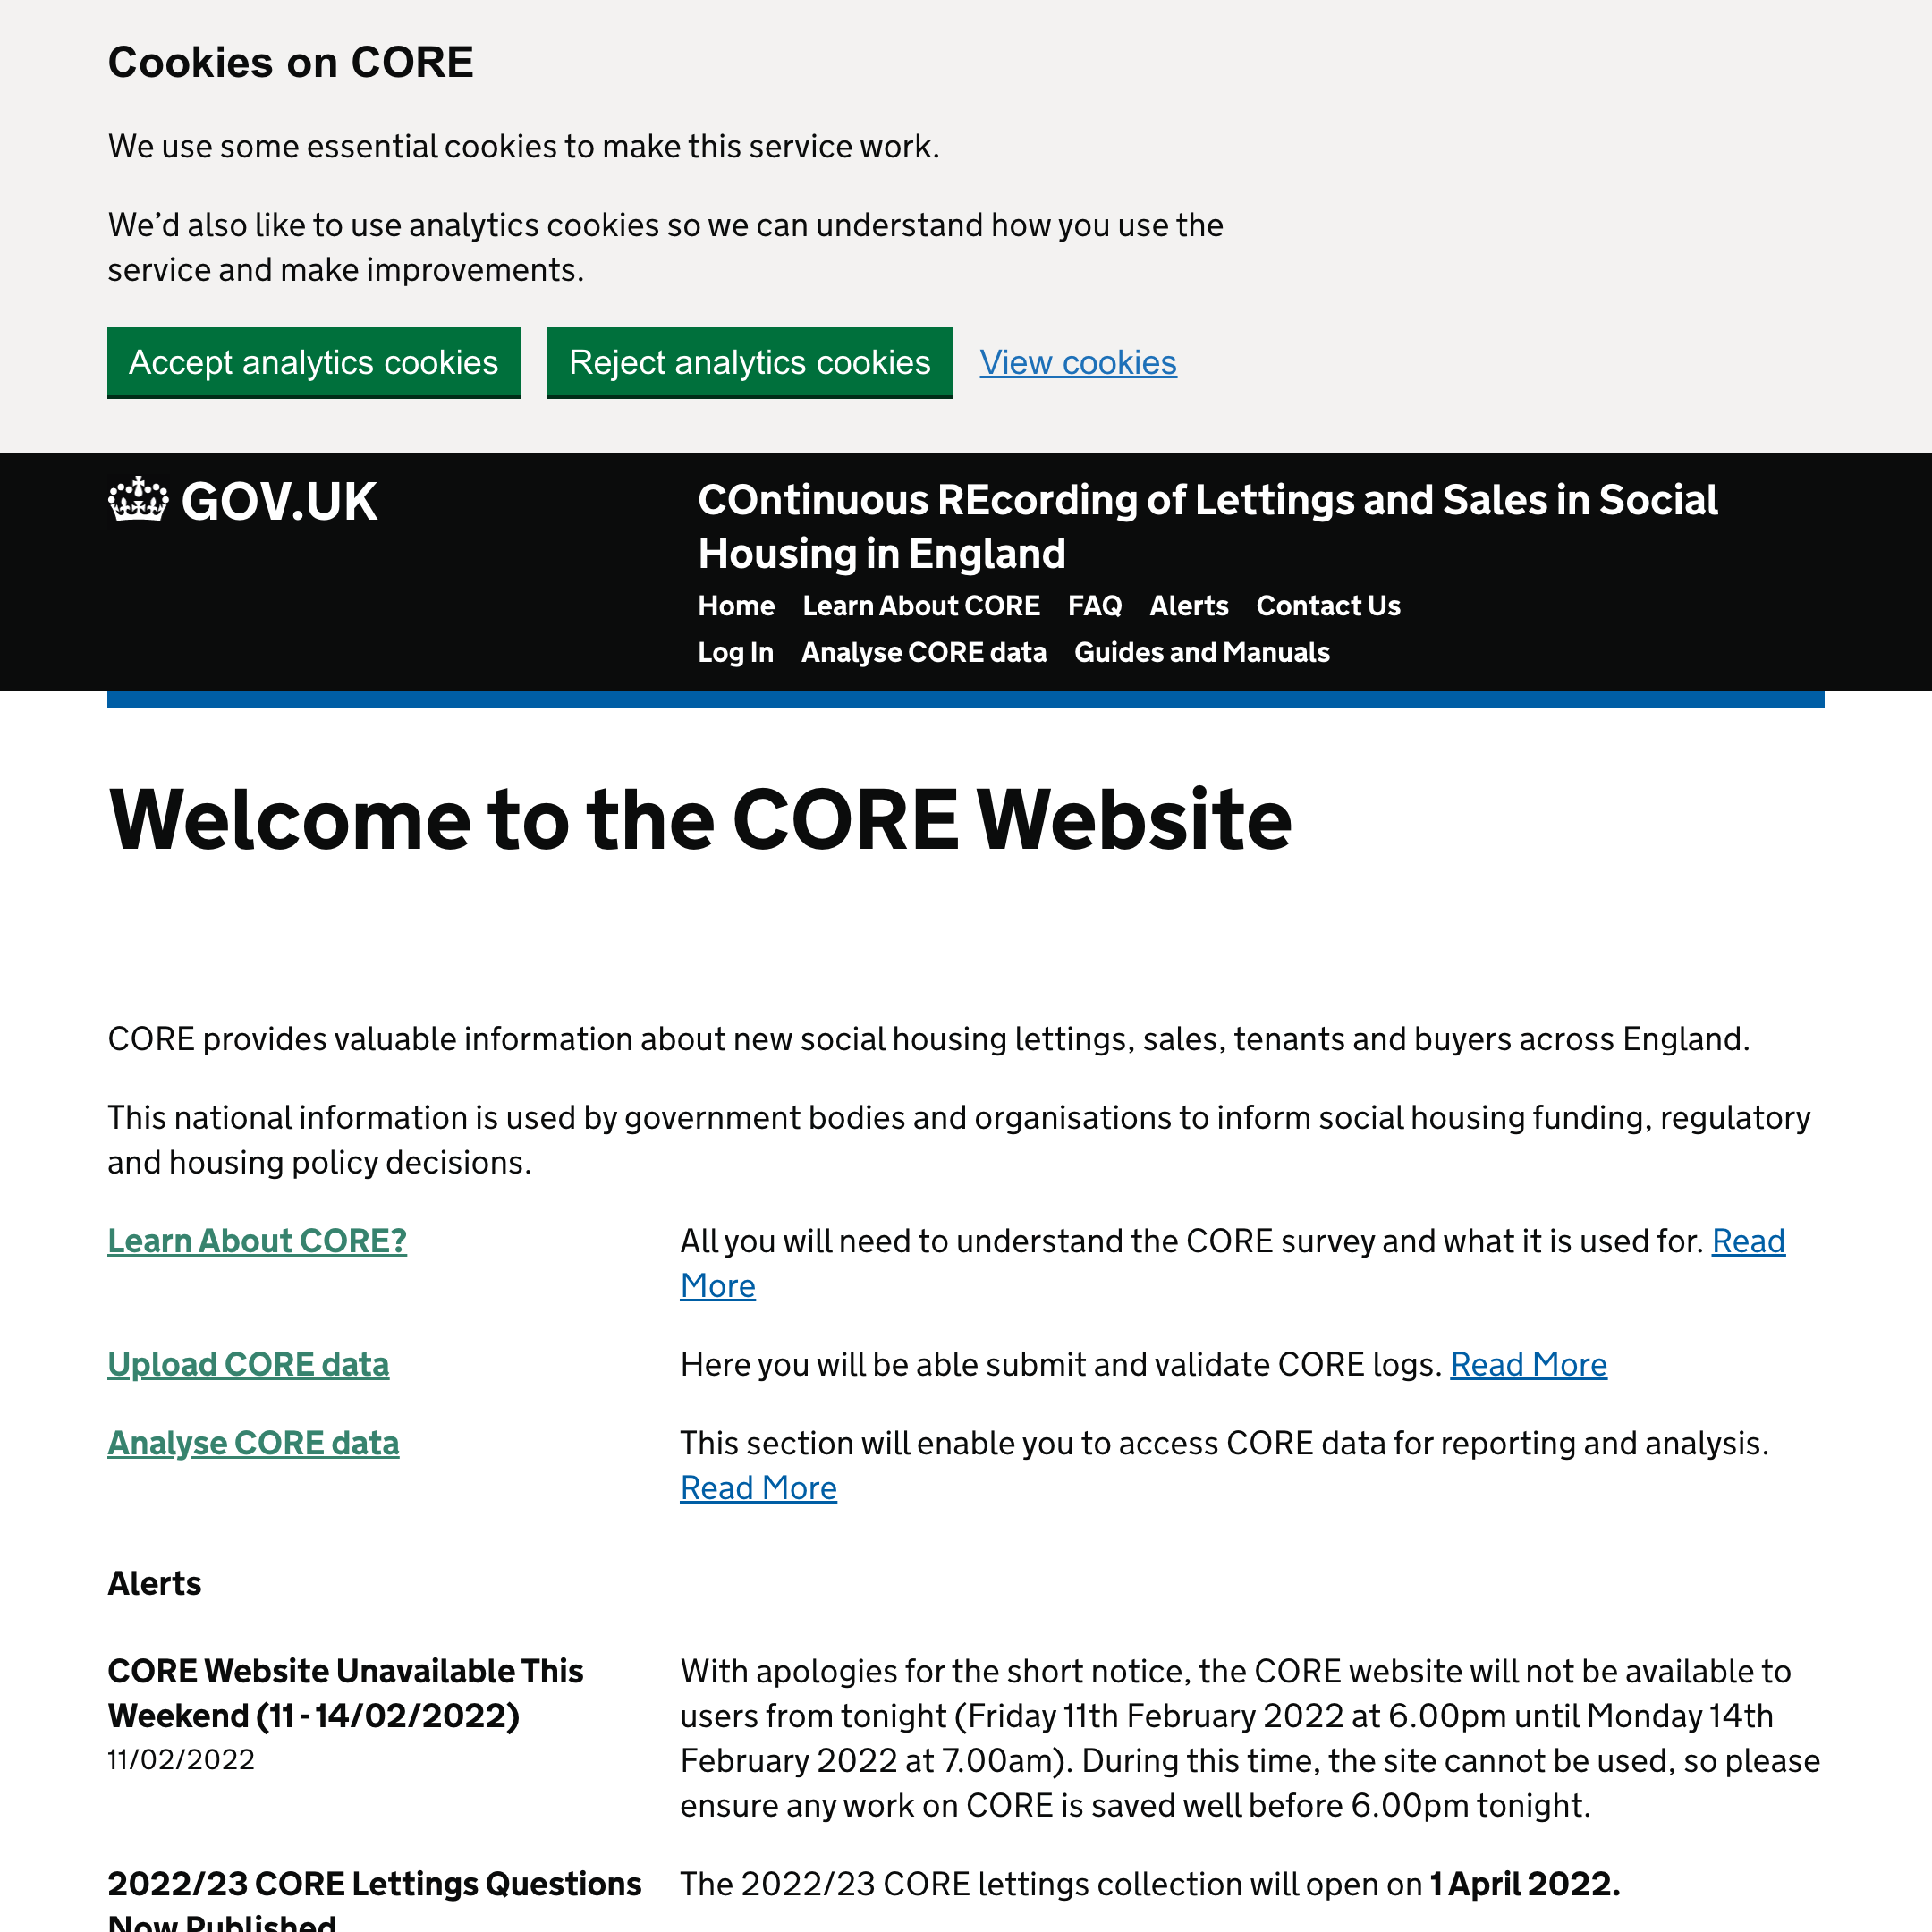 Cookies on CORE
We use some essential cookies to make this service work.
We’d also like to use analytics cookies so we can understand how you use the
service and make improvements.
Accept analytics cookies Reject analytics cookies View cookies
GOV.UK
COntinuous REcording of Lettings and Sales in Social
Housing in England
Home Learn About CORE FAQ Alerts Contact Us
Log In Analyse CORE data Guides and Manuals
Welcome to the CORE Website
CORE provides valuable information about new social housing lettings, sales, tenants and buyers across England.
This national information is used by government bodies and organisations to inform social housing funding, regulatory
and housing policy decisions.
Learn About CORE?
All you will need to understand the CORE survey and what it is used for. Read
More
Upload CORE data
Here you will be able submit and validate CORE logs. Read More
Analyse CORE data
This section will enable you to access CORE data for reporting and analysis.
Read More
Alerts
CORE Website Unavailable This
Weekend (11 - 14/02/2022)
11/02/2022
With apologies for the short notice, the CORE website will not be available to
users from tonight (Friday 11th February 2022 at 6.00pm until Monday 14th
February 2022 at 7.00am). During this time, the site cannot be used, so please
ensure any work on CORE is saved well before 6.00pm tonight.
2022/23 CORE Lettings Questions
Now Published
The 2022/23 CORE lettings collection will open on 1 April 2022.